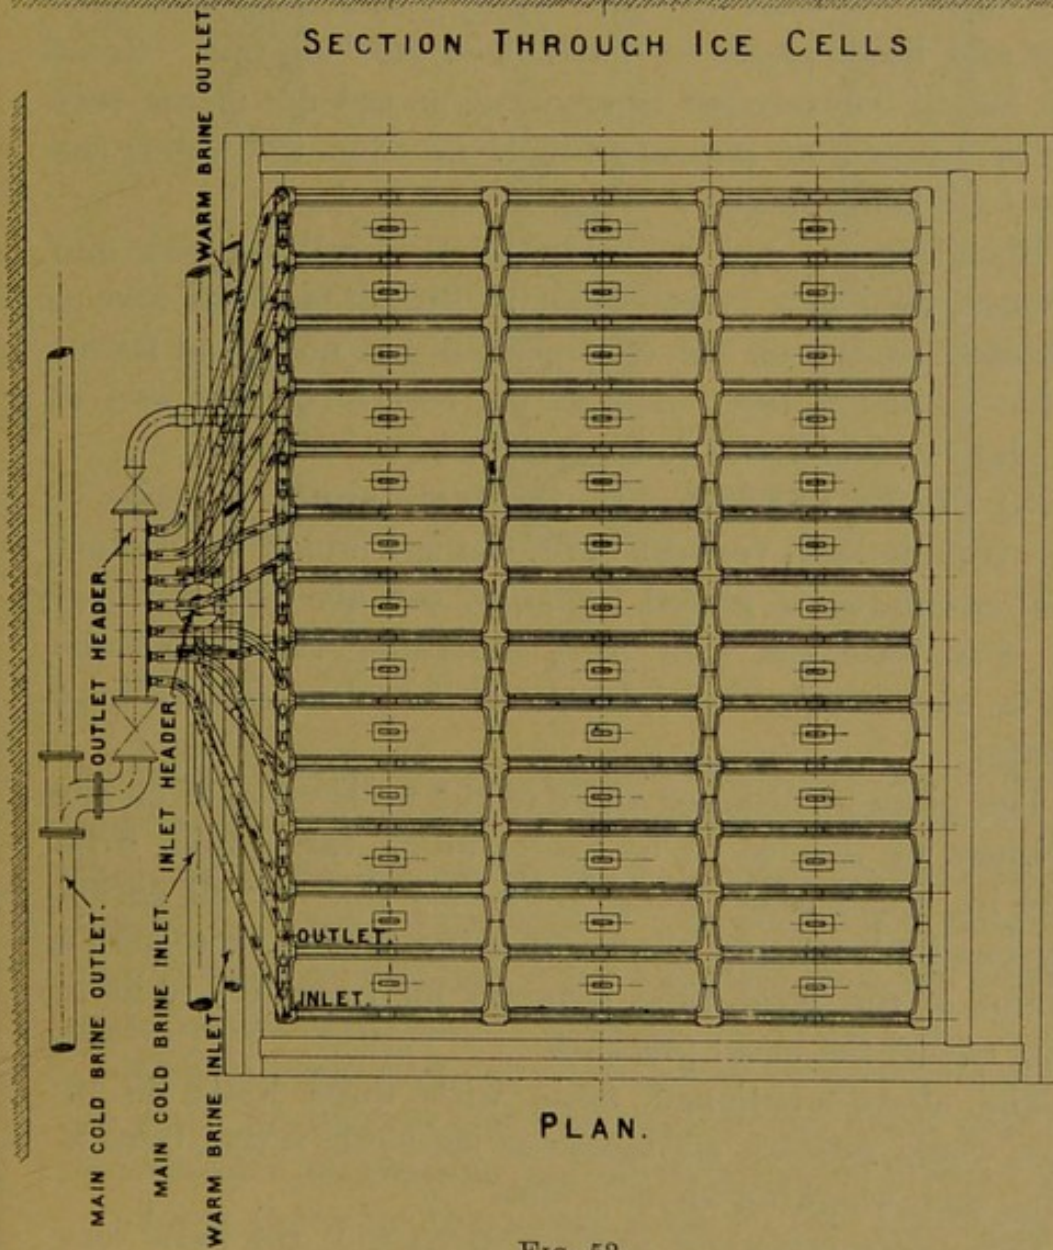 SECTION THROUGH ICE CELLS
WARM BRINE OUTLET
OUTLET HEADER
INLET HEADER
MAIN COLD BRINE OUTLET.
MAIN COLD BRINE INLET.
WARM BRINE INLET
OUTLET.
INLET.
PLAN.